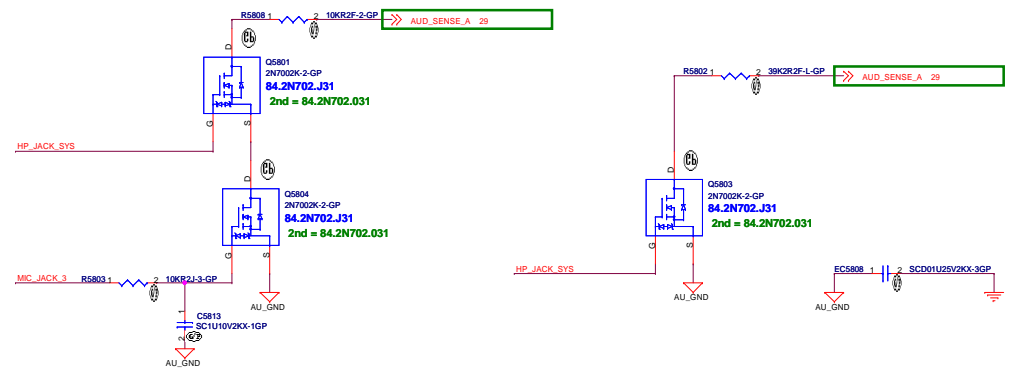 R5808 1 2 10KR2F-2-GP AUD_SENSE_A 29
D
Q5801
2N7002K-2-GP
84.2N702.J31
2nd = 84.2N702.031
G S
HP_JACK_SYS
D
Q5804
2N7002K-2-GP
84.2N702.J31
2nd = 84.2N702.031
G S
MIC_JACK_3 R5803 1 2 10KR2J-3-GP
AU_GND
1
C5813
SC1U10V2KX-1GP
2
AU_GND
R5802 1 2 39K2R2F-L-GP AUD_SENSE_A 29
D
Q5803
2N7002K-2-GP
84.2N702.J31
2nd = 84.2N702.031
G S
HP_JACK_SYS
AU_GND
EC5808 1 2 SCD01U25V2KX-3GP
AU_GND